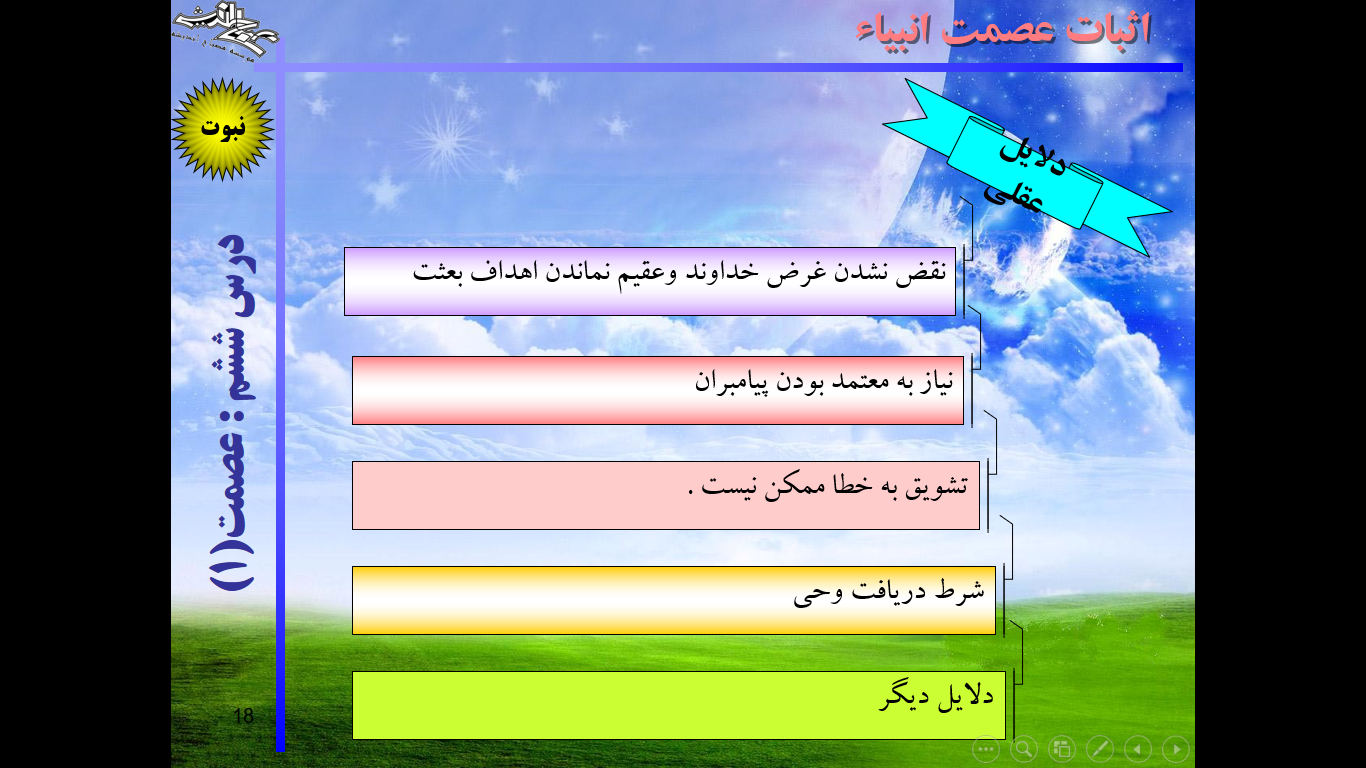 اثبات عصمت انبیاء
نبوت
درس ششم : عصمت(۱)
دلایل
عقلی
نقض نشدن غرض خداوند وعقیم نماندن اهداف بعثت
نیاز به معتمد بودن پیامبران
تشویق به خطا ممکن نیست .
شرط دریافت وحی
دلایل دیگر
18